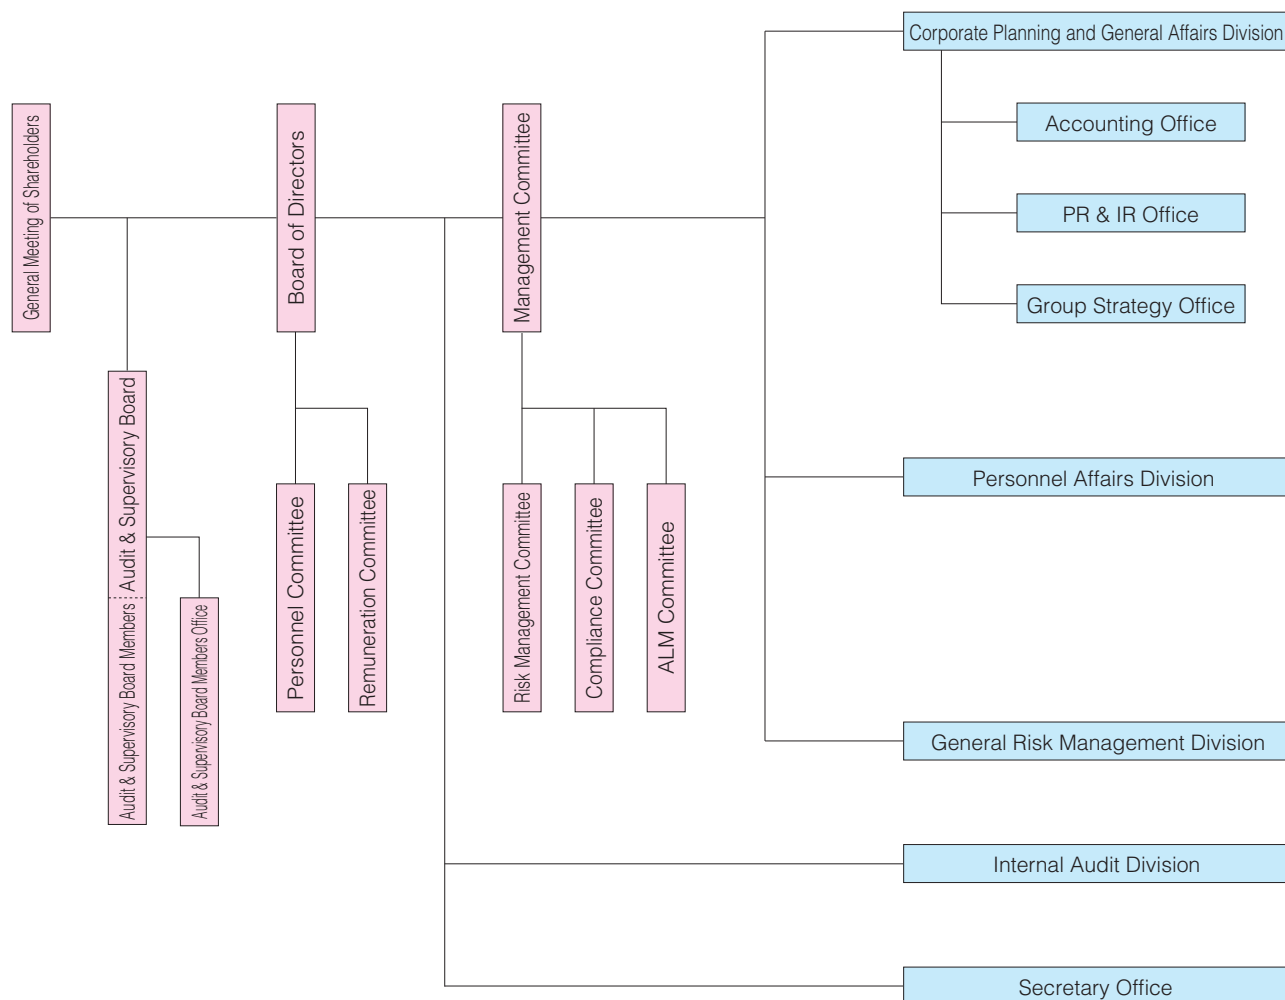 Corporate Planning and General Affairs Division
Accounting Office
PR & IR Office
Group Strategy Office
General Meeting of Shareholders
Board of Directors
Management Committee
Audit & Supervisory Board
Audit & Supervisory Board Members
Audit & Supervisory Board Members Office
Personnel Committee
Remuneration Committee
Risk Management Committee
Compliance Committee
ALM Committee
Personnel Affairs Division
General Risk Management Division
Internal Audit Division
Secretary Office